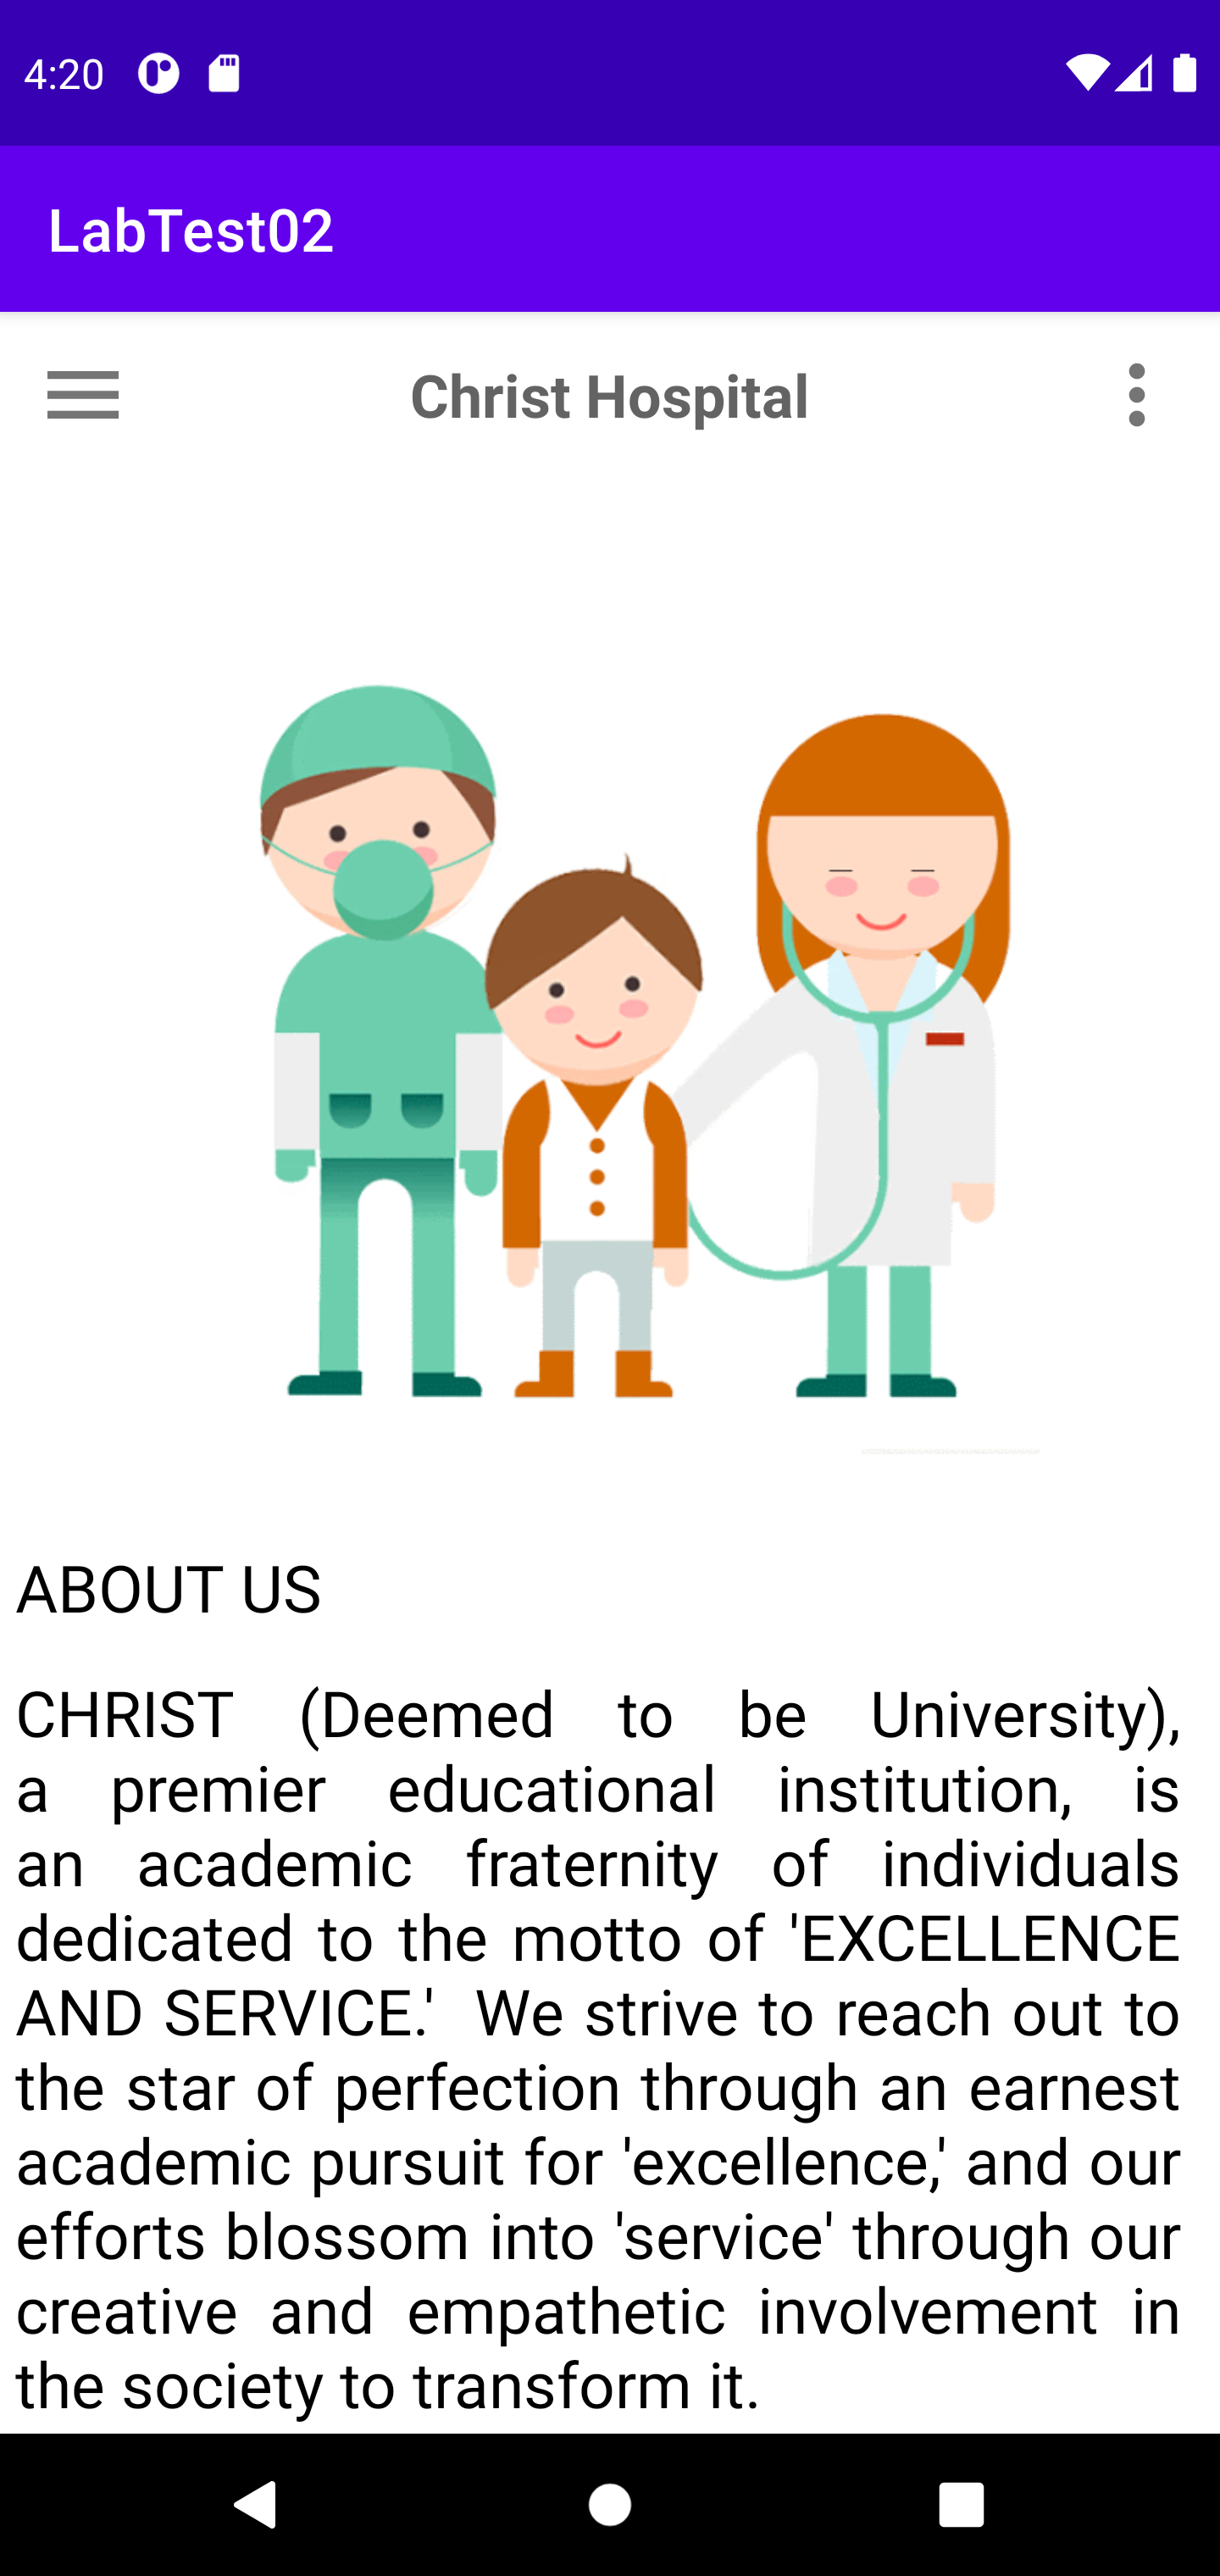 4:20
LabTest02
Christ Hospital
ABOUT US
CHRIST (Deemed to be University),
a premier educational institution, is
an academic fraternity of individuals
dedicated to the motto of 'EXCELLENCE
AND SERVICE.'  We strive to reach out to
the star of perfection through an earnest
academic pursuit for 'excellence,' and our
efforts blossom into 'service' through our
creative and empathetic involvement in
the society to transform it.